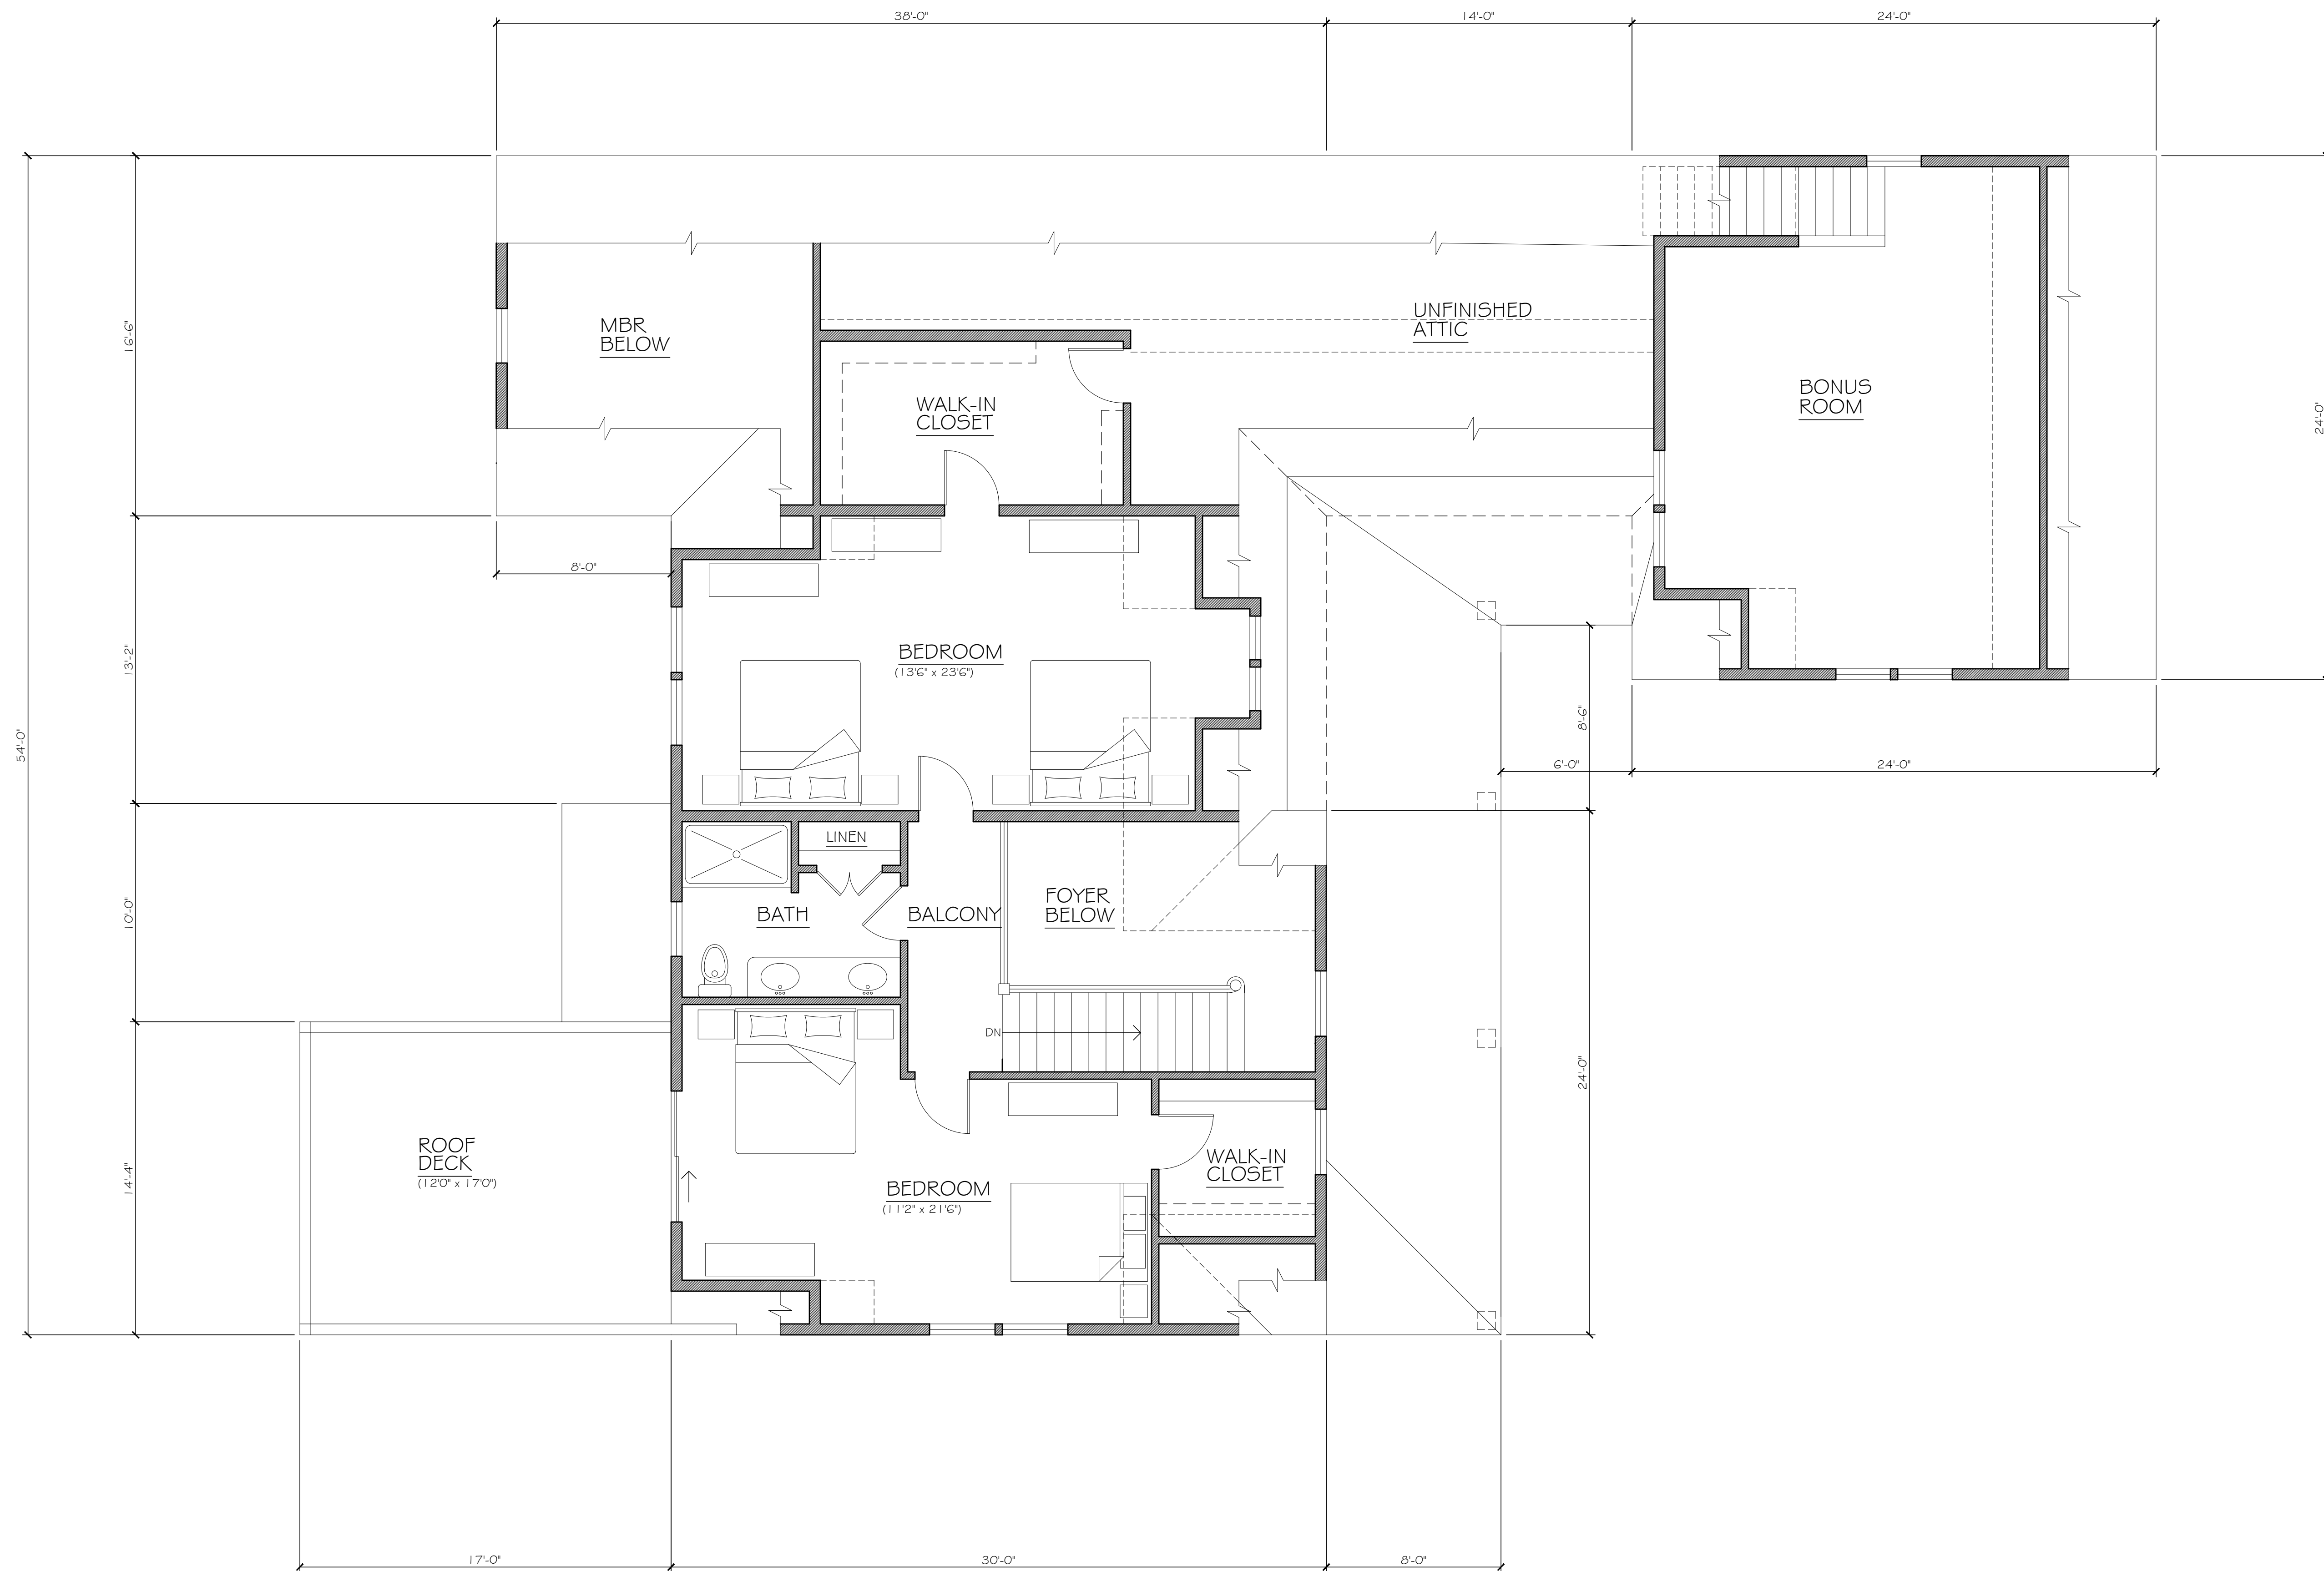 38'-0"
14'-0"
24'-0"
UNFINISHED
ATTIC
MBR
BELOW
16'-6"
BONUS
ROOM
WALK-IN
CLOSET
24'-0"
8'-0"
BEDROOM
(13'6" x 23'6")
13'-2"
54'-0"
8'-6"
6'-0"
24'-0"
LINEN
BATH
BALCONY
FOYER
BELOW
10'-0"
DN
24'-0"
ROOF
DECK
(12'0" x 17'0")
WALK-IN
CLOSET
14'-4"
BEDROOM
(11'2" x 21'6")
17'-0"
30'-0"
8'-0"